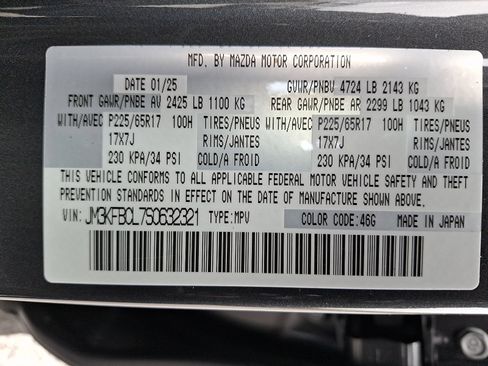 MFD. BY MAZDA MOTOR CORPORATION
DATE 01/25 GVWR/PNBV 4724 LB 2143 KG
FRONT GAWR/PNBE AV 2425 LB 1100 KG REAR GAWR/PNBE AR 2299 LB 1043 KG
WITH/AVEC P225/65R17 100H TIRES/PNEUS WITH/AVEC P225/65R17 100H TIRES/PNEUS
17X7J RIMS/JANTES 17X7J RIMS/JANTES
230 KPA/34 PSI COLD/A FROID 230 KPA/34 PSI COLD/A FROID
THIS VEHICLE CONFORMS TO ALL APPLICABLE FEDERAL MOTOR VEHICLE SAFETY AND THEFT
PREVENTION STANDARDS IN EFFECT ON THE DATE OF MANUFACTURE SHOWN ABOVE.
VIN: JM3KFBCL7S0632321 TYPE:MPV COLOR CODE:46G MADE IN JAPAN